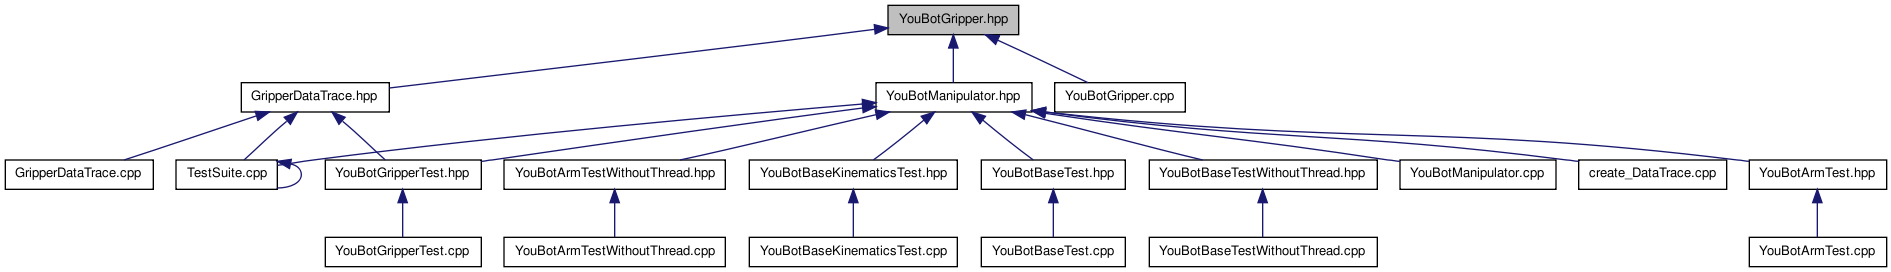 YouBotGripper.hpp
GripperDataTrace.hpp
YouBotManipulator.hpp
YouBotGripper.cpp
GripperDataTrace.cpp
TestSuite.cpp
YouBotGripperTest.hpp
YouBotArmTestWithoutThread.hpp
YouBotBaseKinematicsTest.hpp
YouBotBaseTest.hpp
YouBotBaseTestWithoutThread.hpp
YouBotManipulator.cpp
create_DataTrace.cpp
YouBotArmTest.hpp
YouBotGripperTest.cpp
YouBotArmTestWithoutThread.cpp
YouBotBaseKinematicsTest.cpp
YouBotBaseTest.cpp
YouBotBaseTestWithoutThread.cpp
YouBotArmTest.cpp